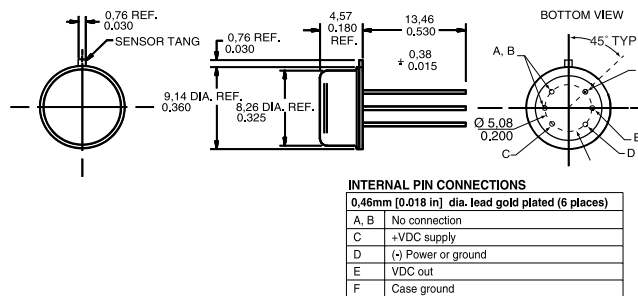 0,76 REF.
0.030
SENSOR TANG
9,14 DIA. REF.
0.360
0,76 REF.
0.030
4,57
0.180
REF.
13,46
0.530
± 0,38
0.015
8,26 DIA. REF.
0.325
BOTTOM VIEW
45° TYP
A, B
Ø 5,08
0.200
C
E
D
INTERNAL PIN CONNECTIONS
0,46mm [0.018 in] dia. lead gold plated (6 places)
A, B No connection
C +VDC supply
D (-) Power or ground
E VDC out
F Case ground